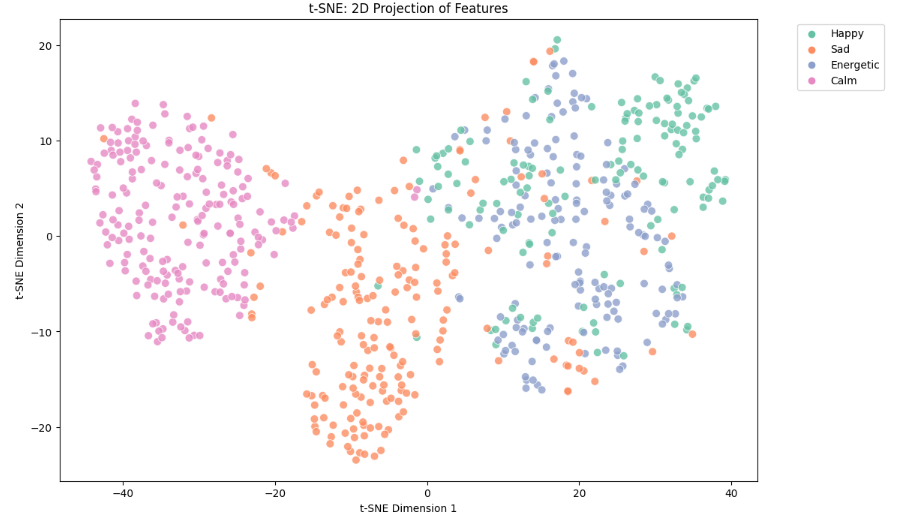 t-SNE: 2D Projection of Features
Happy
Sad
Energetic
Calm
20
10
0
−10
−20
t-SNE Dimension 2
−40
−20
0
20
40
t-SNE Dimension 1